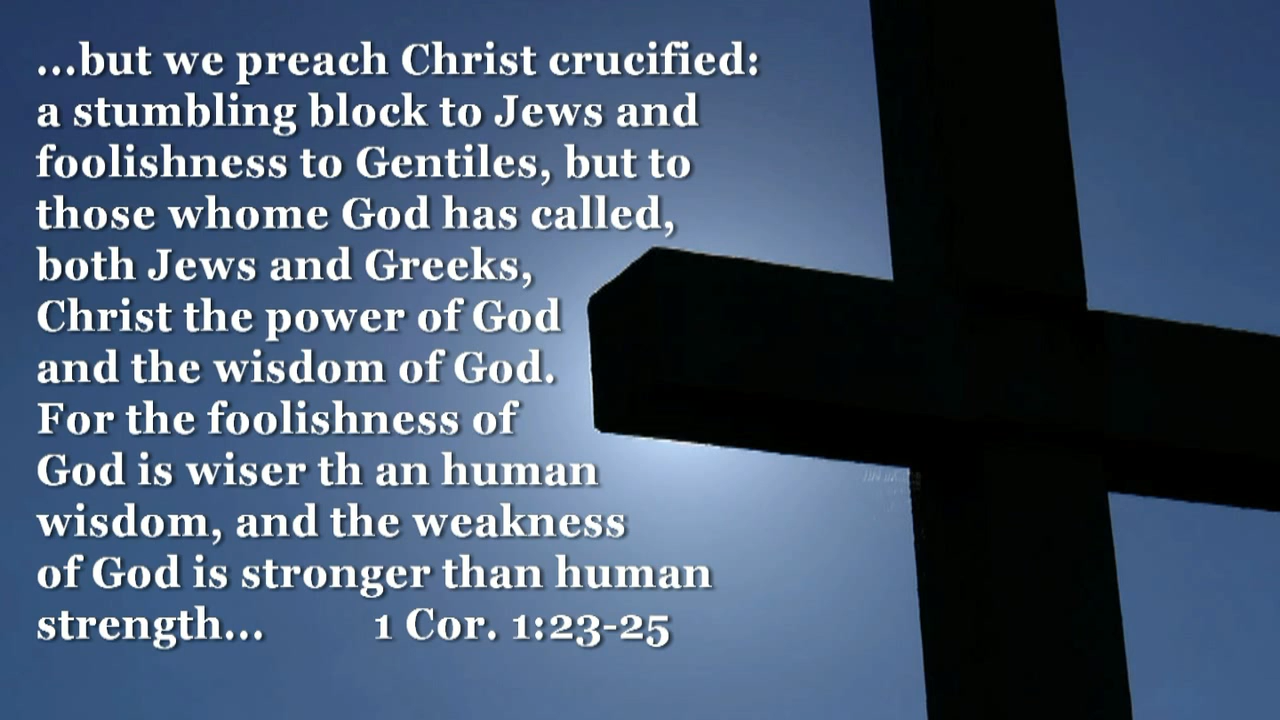 ...but we preach Christ crucified:
a stumbling block to Jews and
foolishness to Gentiles, but to
those whome God has called,
both Jews and Greeks,
Christ the power of God
and the wisdom of God.
For the foolishness of
God is wiser th an human
wisdom, and the weakness
of God is stronger than human
strength... 1 Cor. 1:23-25